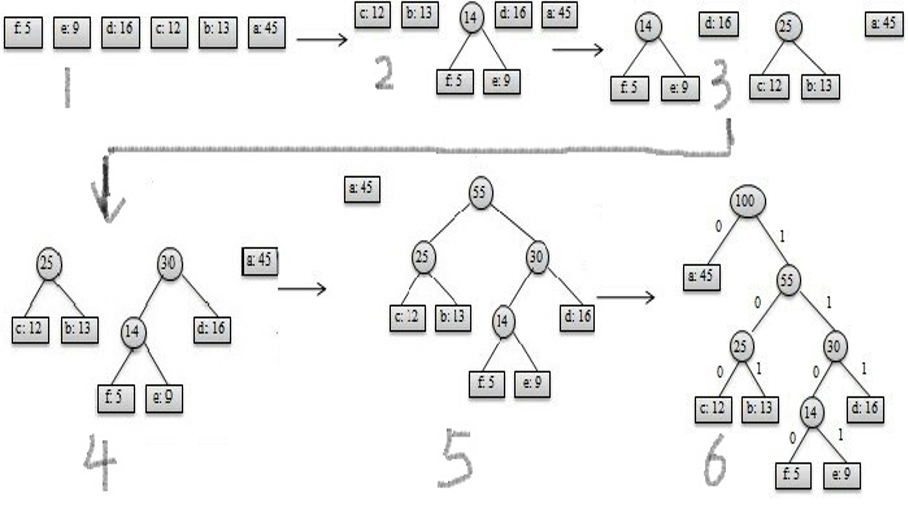 f: 5 e: 9 d: 16 c: 12 b: 13 a: 45
1
c: 12 b: 13 14 d: 16 a: 45
f: 5 e: 9
2
14 d: 16 25 a: 45
f: 5 e: 9 c: 12 b: 13
3
25 30 a: 45
c: 12 b: 13 14 d: 16
f: 5 e: 9
4
a: 45 55
25 30
c: 12 b: 13 14 d: 16
f: 5 e: 9
5
100
0 1
a: 45 55
0 1
25 30
0 1 0 1
c: 12 b: 13 14 d: 16
0 1
f: 5 e: 9
6